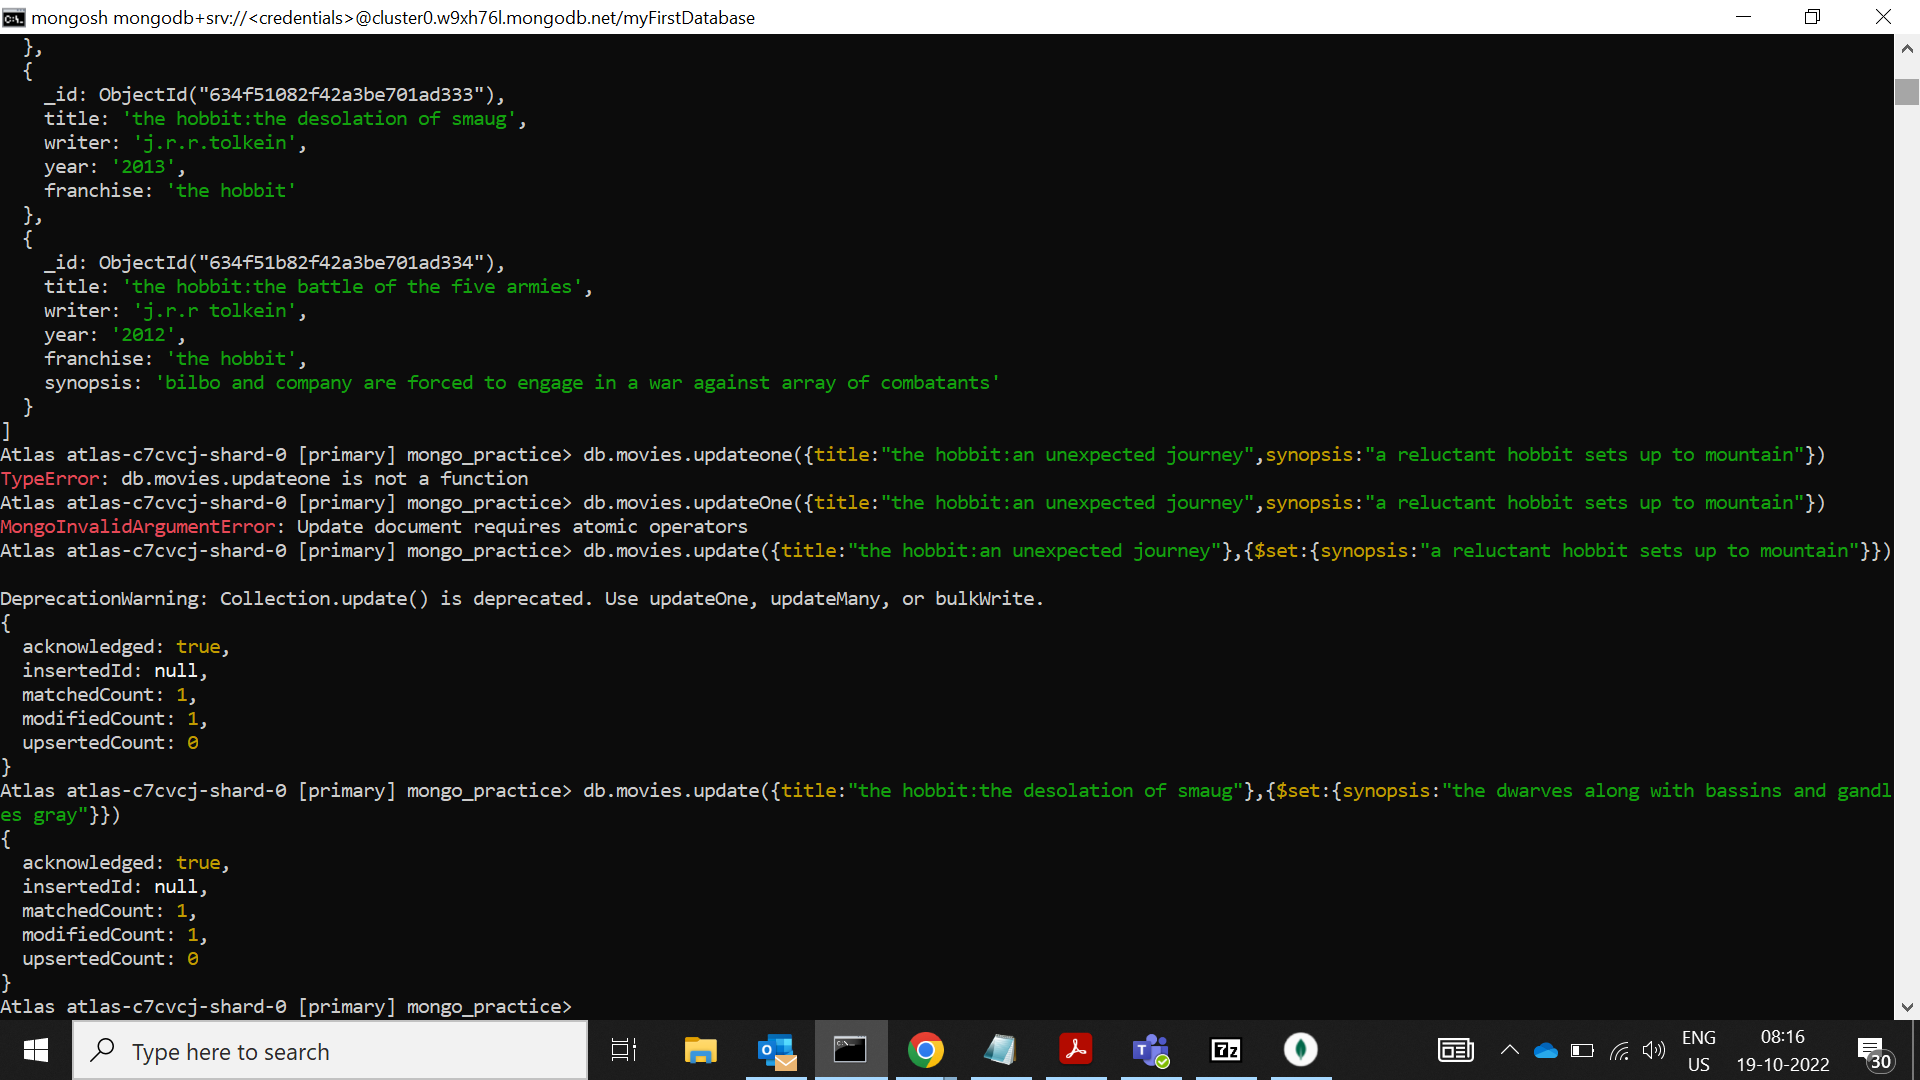 mongosh mongodb+srv://<credentials>@cluster0.w9xh76l.mongodb.net/myFirstDatabase
  },
  {
    _id: ObjectId("634f51082f42a3be701ad333"),
    title: 'the hobbit:the desolation of smaug',
    writer: 'j.r.r.tolkein',
    year: '2013',
    franchise: 'the hobbit'
  },
  {
    _id: ObjectId("634f51b82f42a3be701ad334"),
    title: 'the hobbit:the battle of the five armies',
    writer: 'j.r.r tolkein',
    year: '2012',
    franchise: 'the hobbit',
    synopsis: 'bilbo and company are forced to engage in a war against array of combatants'
  }
]
Atlas atlas-c7cvcj-shard-0 [primary] mongo_practice> db.movies.updateone({title:"the hobbit:an unexpected journey",synopsis:"a reluctant hobbit sets up to mountain"})
TypeError: db.movies.updateone is not a function
Atlas atlas-c7cvcj-shard-0 [primary] mongo_practice> db.movies.updateOne({title:"the hobbit:an unexpected journey",synopsis:"a reluctant hobbit sets up to mountain"})
MongoInvalidArgumentError: Update document requires atomic operators
Atlas atlas-c7cvcj-shard-0 [primary] mongo_practice> db.movies.update({title:"the hobbit:an unexpected journey"},{$set:{synopsis:"a reluctant hobbit sets up to mountain"}})
DeprecationWarning: Collection.update() is deprecated. Use updateOne, updateMany, or bulkWrite.
{
  acknowledged: true,
  insertedId: null,
  matchedCount: 1,
  modifiedCount: 1,
  upsertedCount: 0
}
Atlas atlas-c7cvcj-shard-0 [primary] mongo_practice> db.movies.update({title:"the hobbit:the desolation of smaug"},{$set:{synopsis:"the dwarves along with bassins and gandl
es gray"}})
{
  acknowledged: true,
  insertedId: null,
  matchedCount: 1,
  modifiedCount: 1,
  upsertedCount: 0
}
Atlas atlas-c7cvcj-shard-0 [primary] mongo_practice>
Type here to search
7z
ENG
US
08:16
19-10-2022
30